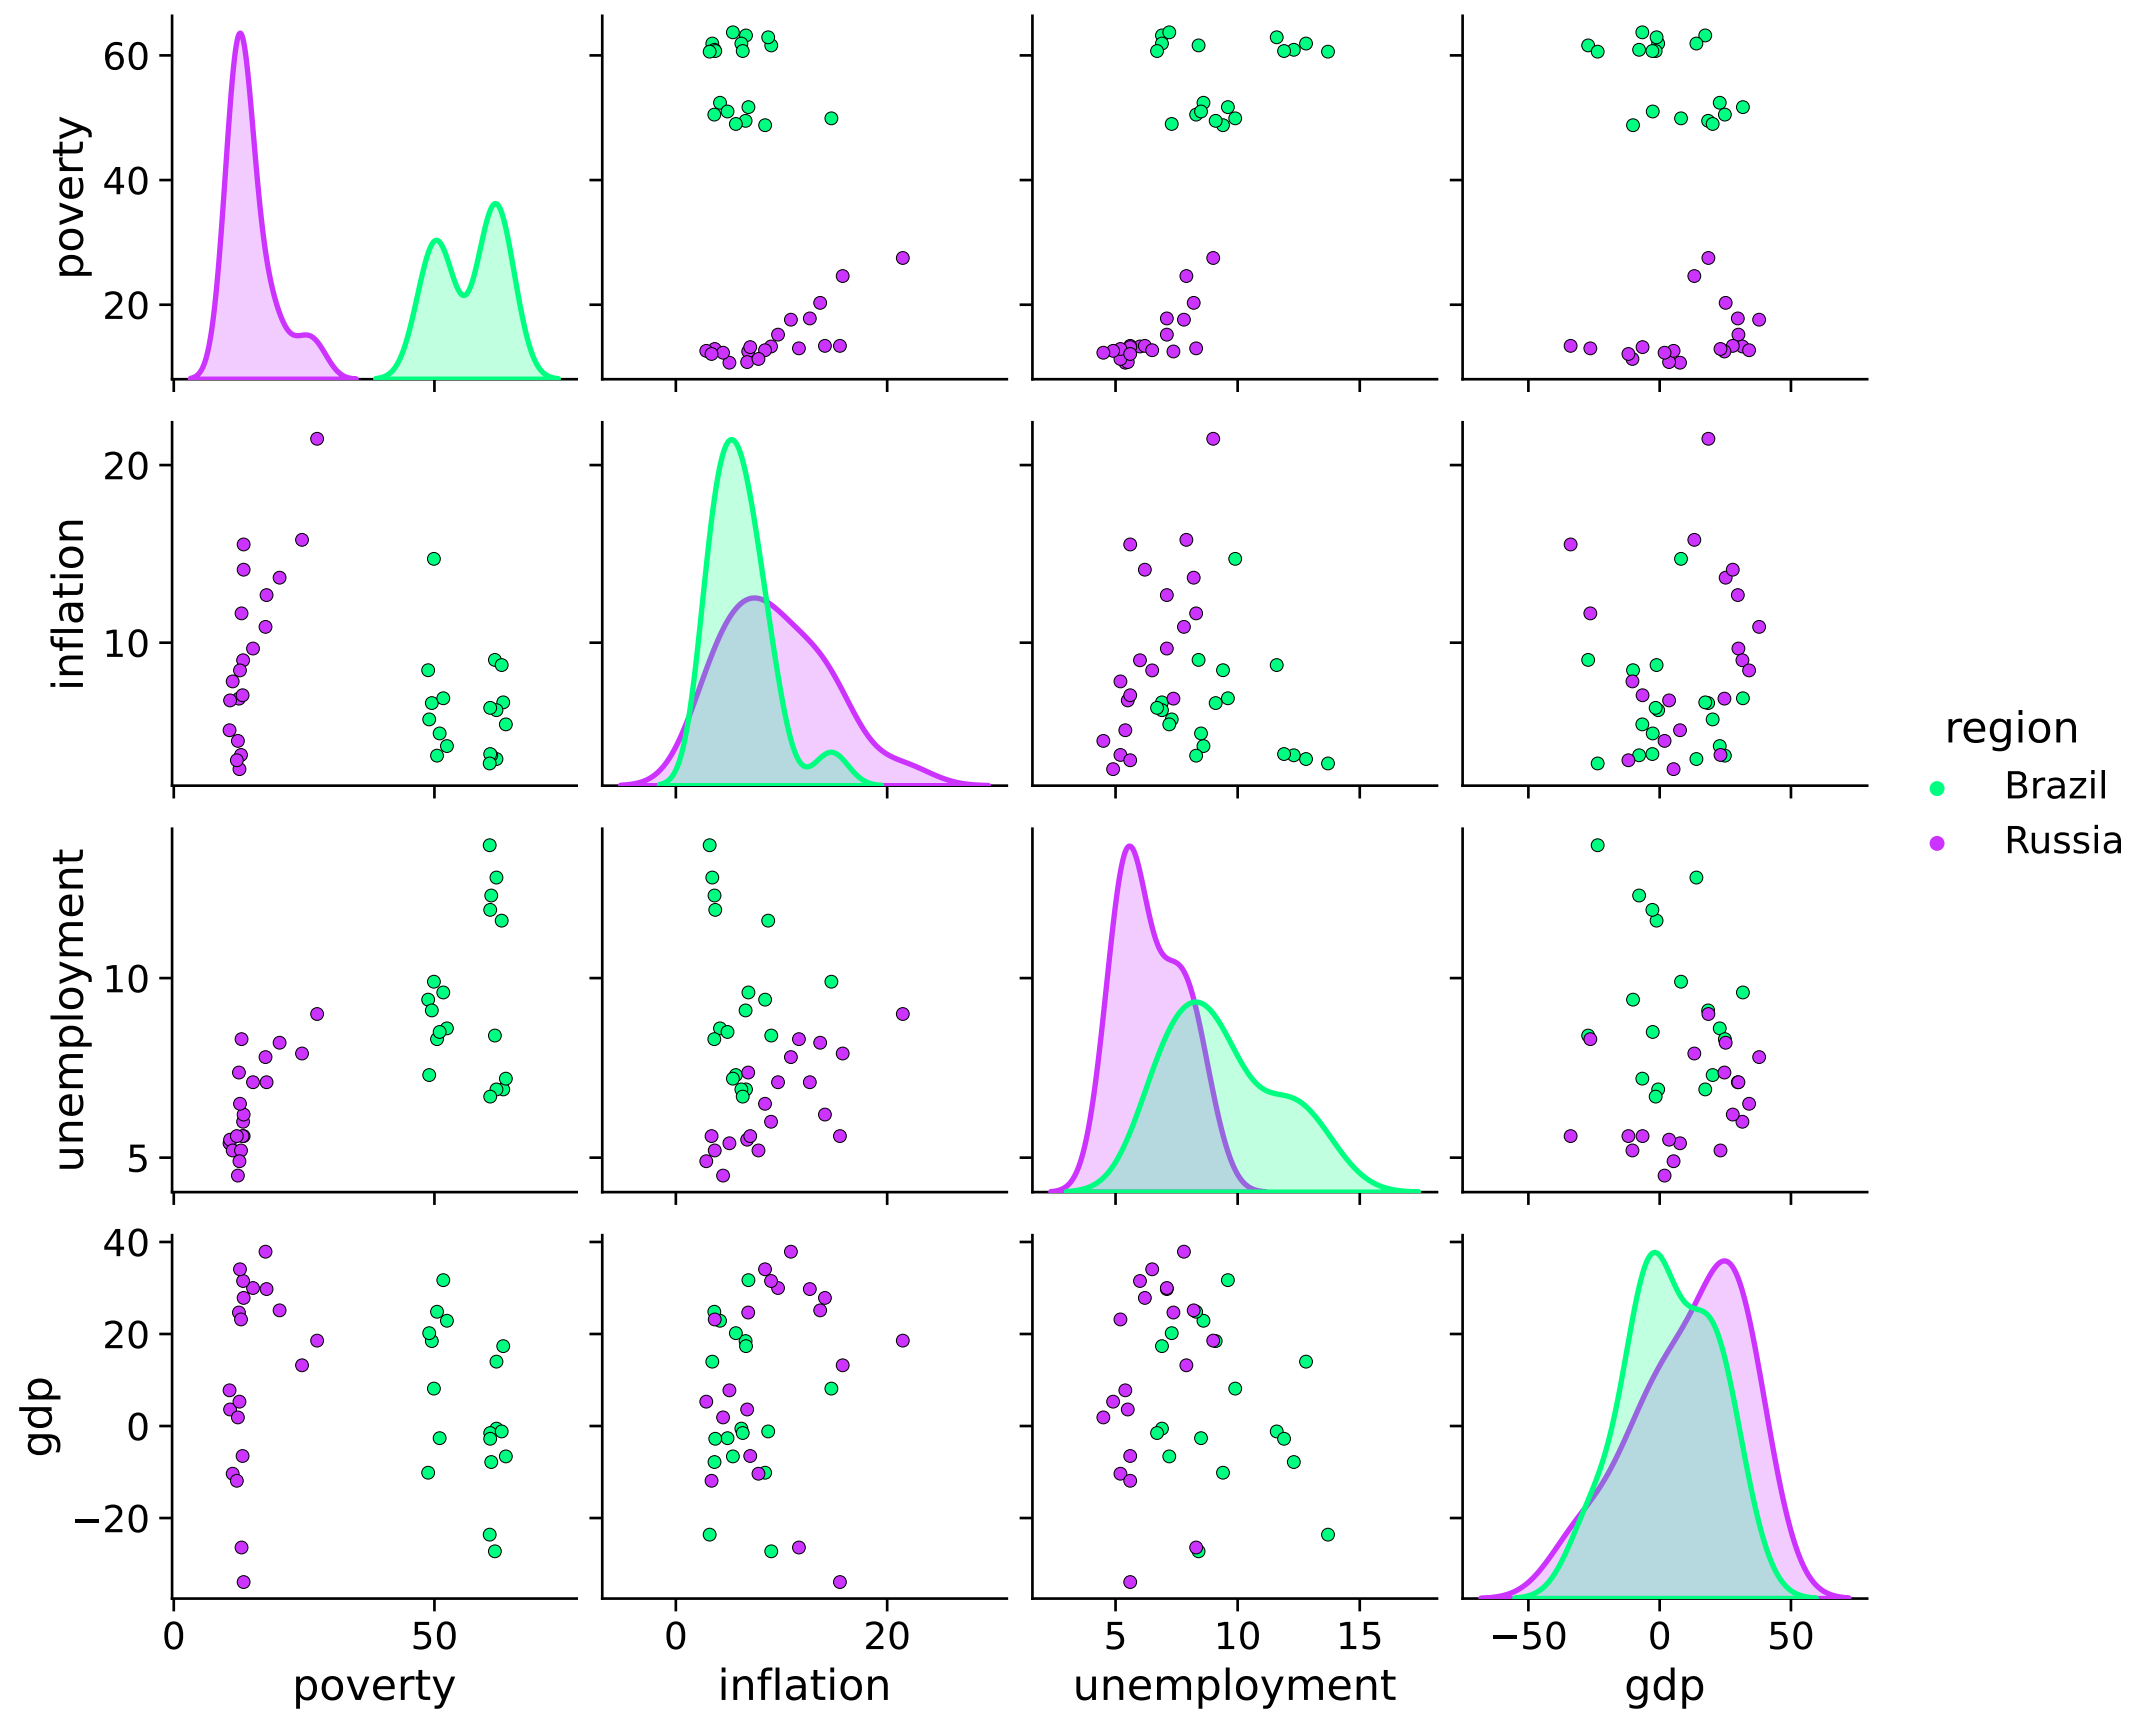 60
40
20
poverty
20
10
inflation
region
Brazil
Russia
10
5
unemployment
40
20
0
−20
gdp
0 50
0 20
5 10 15
−50 0 50
poverty inflation unemployment gdp